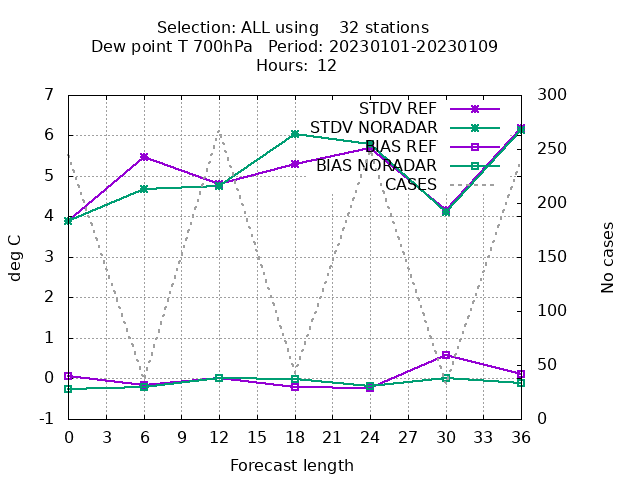 Selection: ALL using    32 stations
Dew point T 700hPa   Period: 20230101-20230109
Hours: 12
7 300
STDV REF
STDV NORADAR
6 250
BIAS REF
BIAS NORADAR
CASES
5
4 200
3 150
2
1 100
0 50
-1 0
deg C
No cases
0 3 6 9 12 15 18 21 24 27 30 33 36
Forecast length